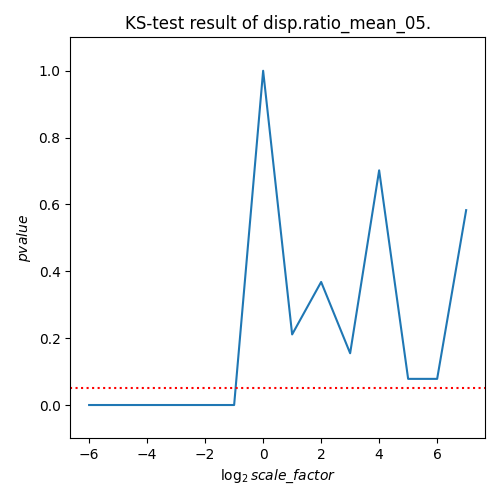 KS-test result of disp.ratio_mean_05.
1.0
0.8
0.6
0.4
0.2
0.0
pvalue
−6 −4 −2 0 2 4 6
log₂ scale_factor